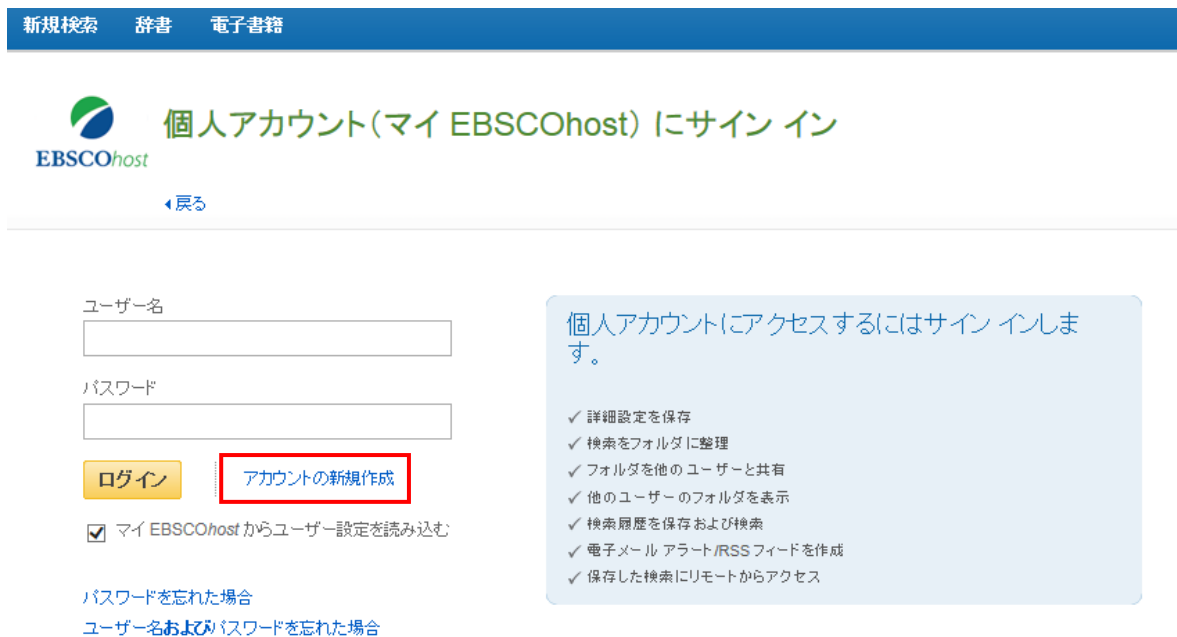 新規検索 辞書 電子書籍
個人アカウント(マイ EBSCOhost) にサイン イン
EBSCOhost
戻る
ユーザー名
パスワード
ログイン アカウントの新規作成
マイ EBSCOhost からユーザー設定を読み込む
パスワードを忘れた場合
ユーザー名およびパスワードを忘れた場合
個人アカウントにアクセスするにはサイン インしま
す。
✓ 詳細設定を保存
✓ 検索をフォルダに整理
✓ フォルダを他のユーザーと共有
✓ 他のユーザーのフォルダを表示
✓ 検索履歴を保存および検索
✓ 電子メール アラート/RSS フィードを作成
✓ 保存した検索にリモートからアクセス